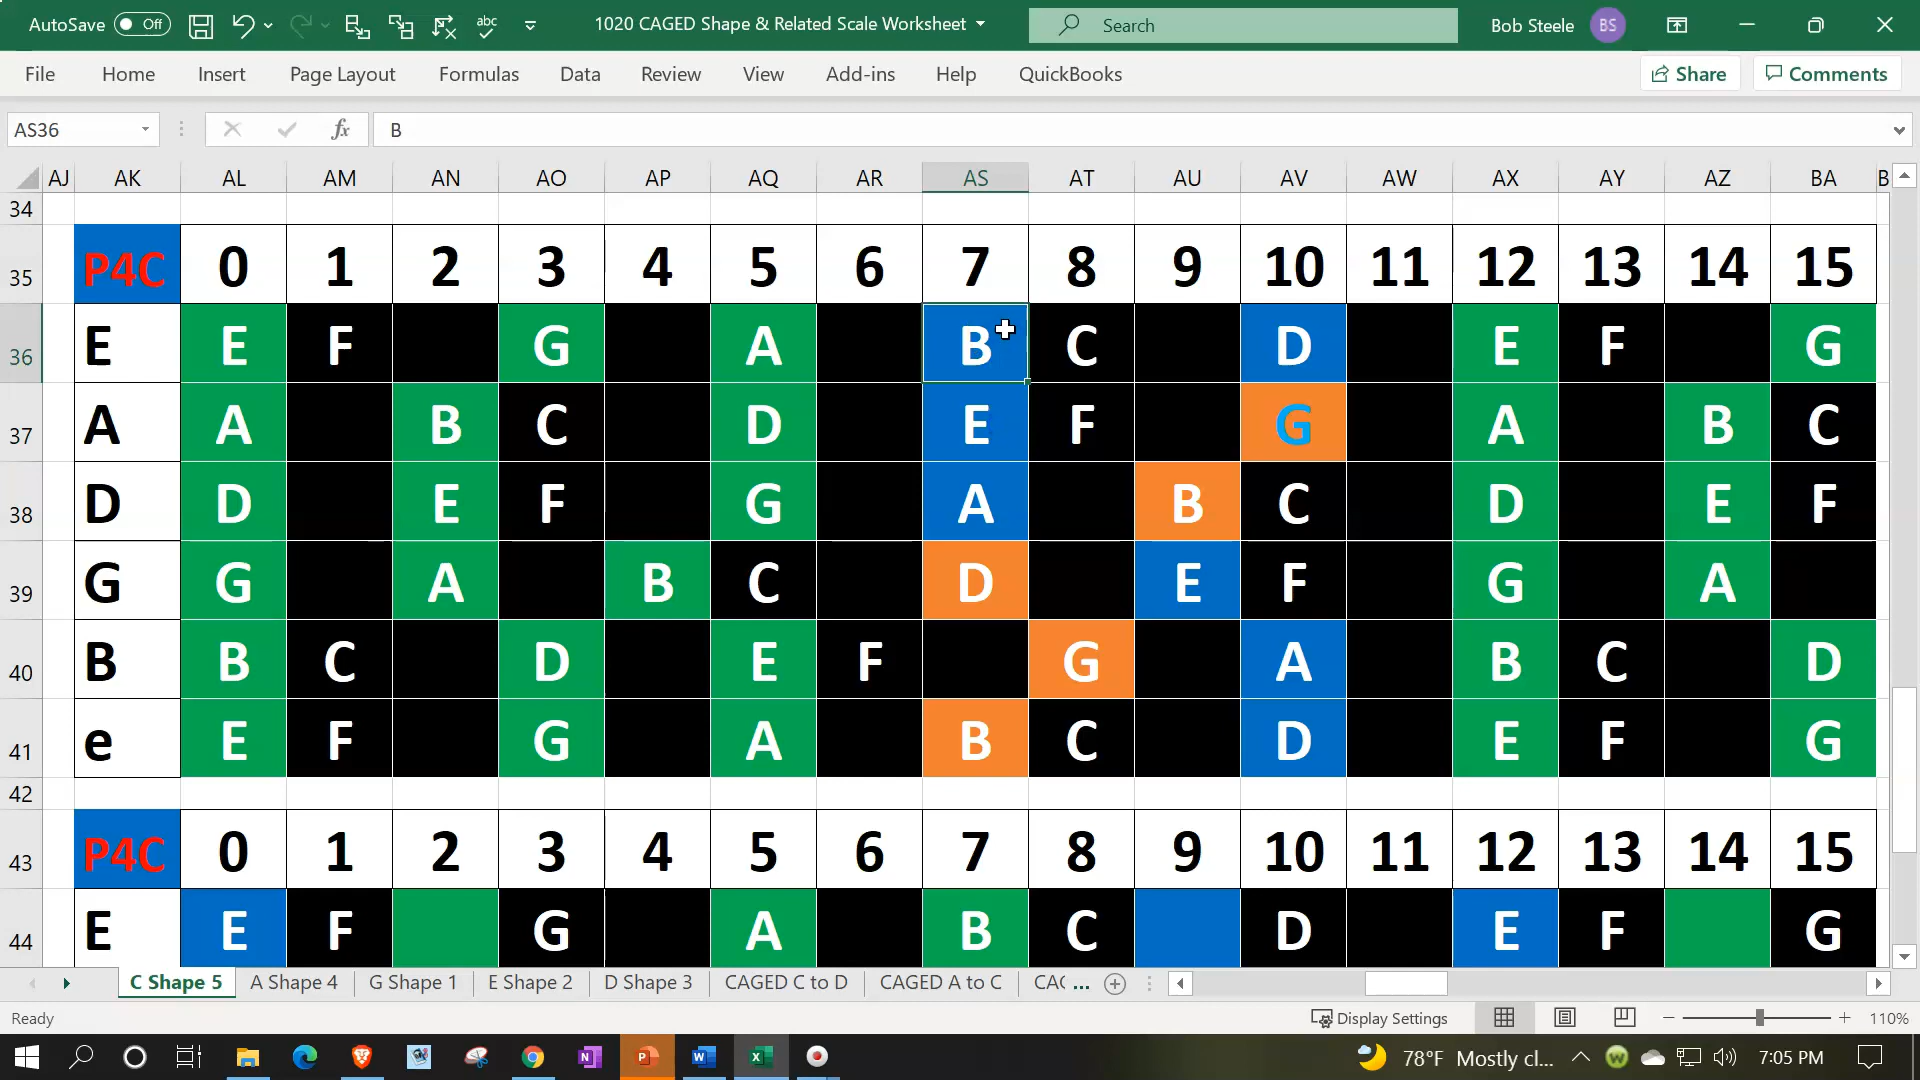 AutoSave Off abc 1020 CAGED Shape & Related Scale Worksheet Search Bob Steele BS
File Home Insert Page Layout Formulas Data Review View Add-ins Help QuickBooks Share Comments
AS36 fx B
AJ AK AL AM AN AO AP AQ AR AS AT AU AV AW AX AY AZ BA B
34
35 P4C 0 1 2 3 4 5 6 7 8 9 10 11 12 13 14 15
36 E E F G A B C D E F G
37 A A B C D E F G A B C
38 D D E F G A B C D E F
39 G G A B C D E F G A
40 B B C D E F G A B C D
41 e E F G A B C D E F G
42
43 P4C 0 1 2 3 4 5 6 7 8 9 10 11 12 13 14 15
44 E E F G A B C D E F G
C Shape 5 A Shape 4 G Shape 1 E Shape 2 D Shape 3 CAGED C to D CAGED A to C CAG ...
Ready Display Settings 110%
78°F Mostly cl... 7:05 PM